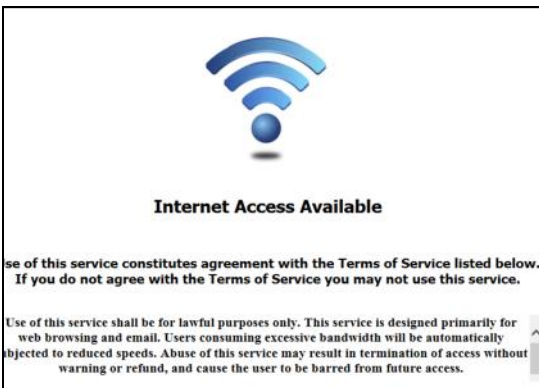 Internet Access Available
se of this service constitutes agreement with the Terms of Service listed below.
If you do not agree with the Terms of Service you may not use this service.
Use of this service shall be for lawful purposes only. This service is designed primarily for
web browsing and email. Users consuming excessive bandwidth will be automatically
bjected to reduced speeds. Abuse of this service may result in termination of access without
warning or refund, and cause the user to be barred from future access.